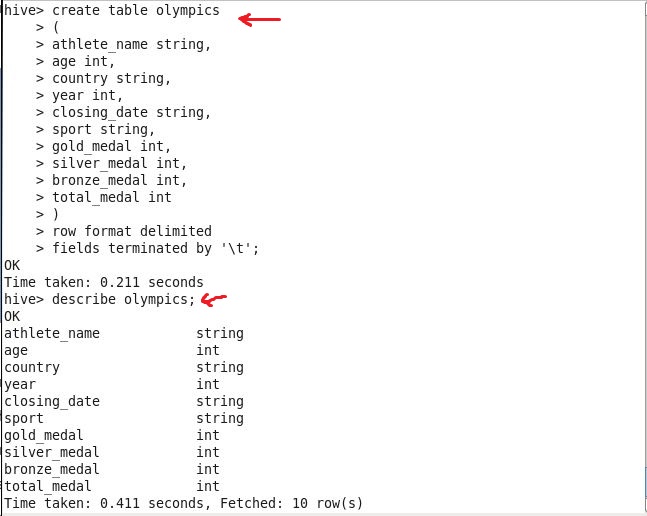 hive> create table olympics
    > (
    > athlete_name string,
    > age int,
    > country string,
    > year int,
    > closing_date string,
    > sport string,
    > gold_medal int,
    > silver_medal int,
    > bronze_medal int,
    > total_medal int
    > )
    > row format delimited
    > fields terminated by '\t';
OK
Time taken: 0.211 seconds
hive> describe olympics;
OK
athlete_name            string
age                     int
country                 string
year                    int
closing_date            string
sport                   string
gold_medal              int
silver_medal            int
bronze_medal            int
total_medal             int
Time taken: 0.411 seconds, Fetched: 10 row(s)